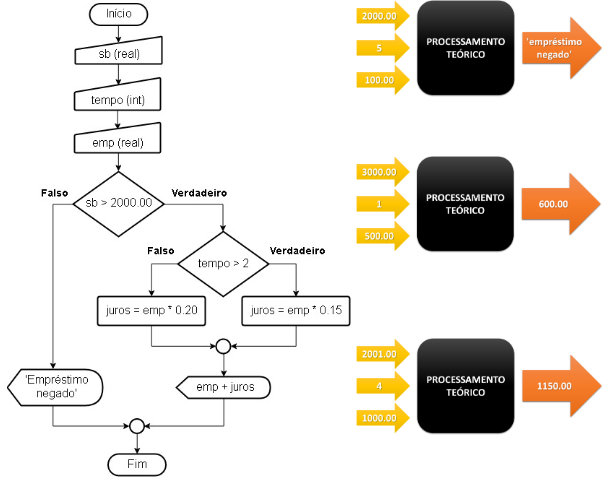 Início
sb (real)
tempo (int)
emp (real)
Falso
Verdadeiro
sb > 2000.00
Falso
Verdadeiro
tempo > 2
juros = emp * 0.20
juros = emp * 0.15
'Empréstimo
negado'
emp + juros
Fim
2000.00
5
100.00
PROCESSAMENTO
TEÓRICO
'empréstimo
negado'
3000.00
1
500.00
PROCESSAMENTO
TEÓRICO
600.00
2001.00
4
1000.00
PROCESSAMENTO
TEÓRICO
1150.00